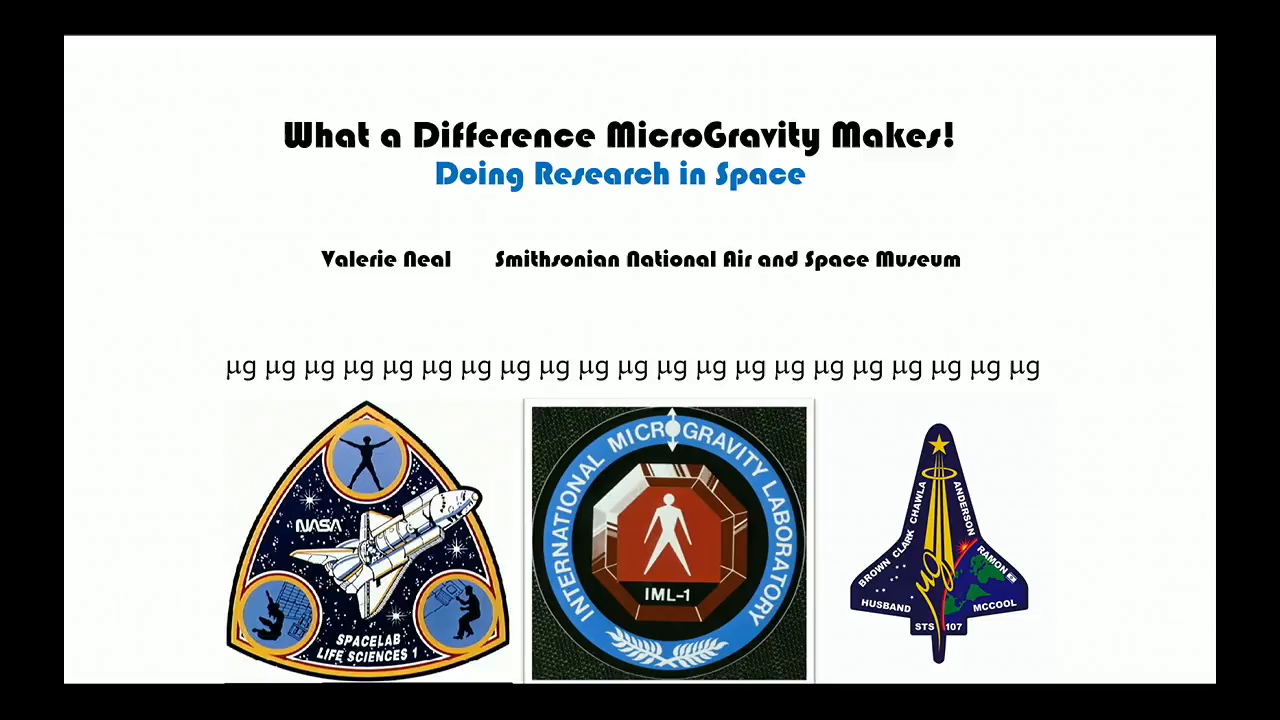 What a Difference MicroGravity Makes!
Doing Research in Space
Valerie Neal Smithsonian National Air and Space Museum
µg µg µg µg µg µg µg µg µg µg µg µg µg µg µg µg µg µg µg µg µg
NASA
SPACELAB
LIFE SCIENCES 1
INTERNATIONAL MICROGRAVITY LABORATORY
IML-1
HUSBAND BROWN CLARK CHAWLA ANDERSON RAMON MCCOOL
µg
STS 107